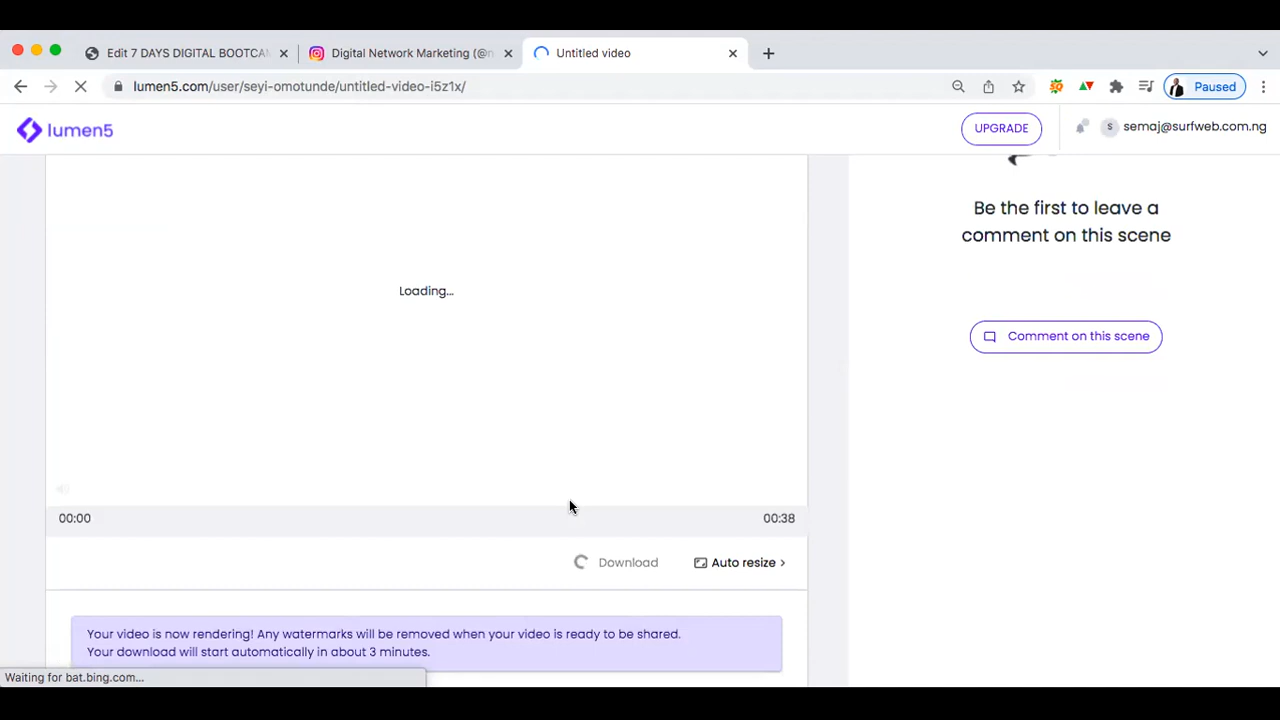 Edit 7 DAYS DIGITAL BOOTCA
Digital Network Marketing (@n
Untitled video
lumen5.com/user/seyi-omotunde/untitled-video-i5z1x/
Paused
lumen5
UPGRADE
S
semaj@surfweb.com.ng
Be the first to leave a
comment on this scene
Loading...
Comment on this scene
00:00
00:38
Download
Auto resize
Your video is now rendering! Any watermarks will be removed when your video is ready to be shared.
Your download will start automatically in about 3 minutes.
Waiting for bat.bing.com...